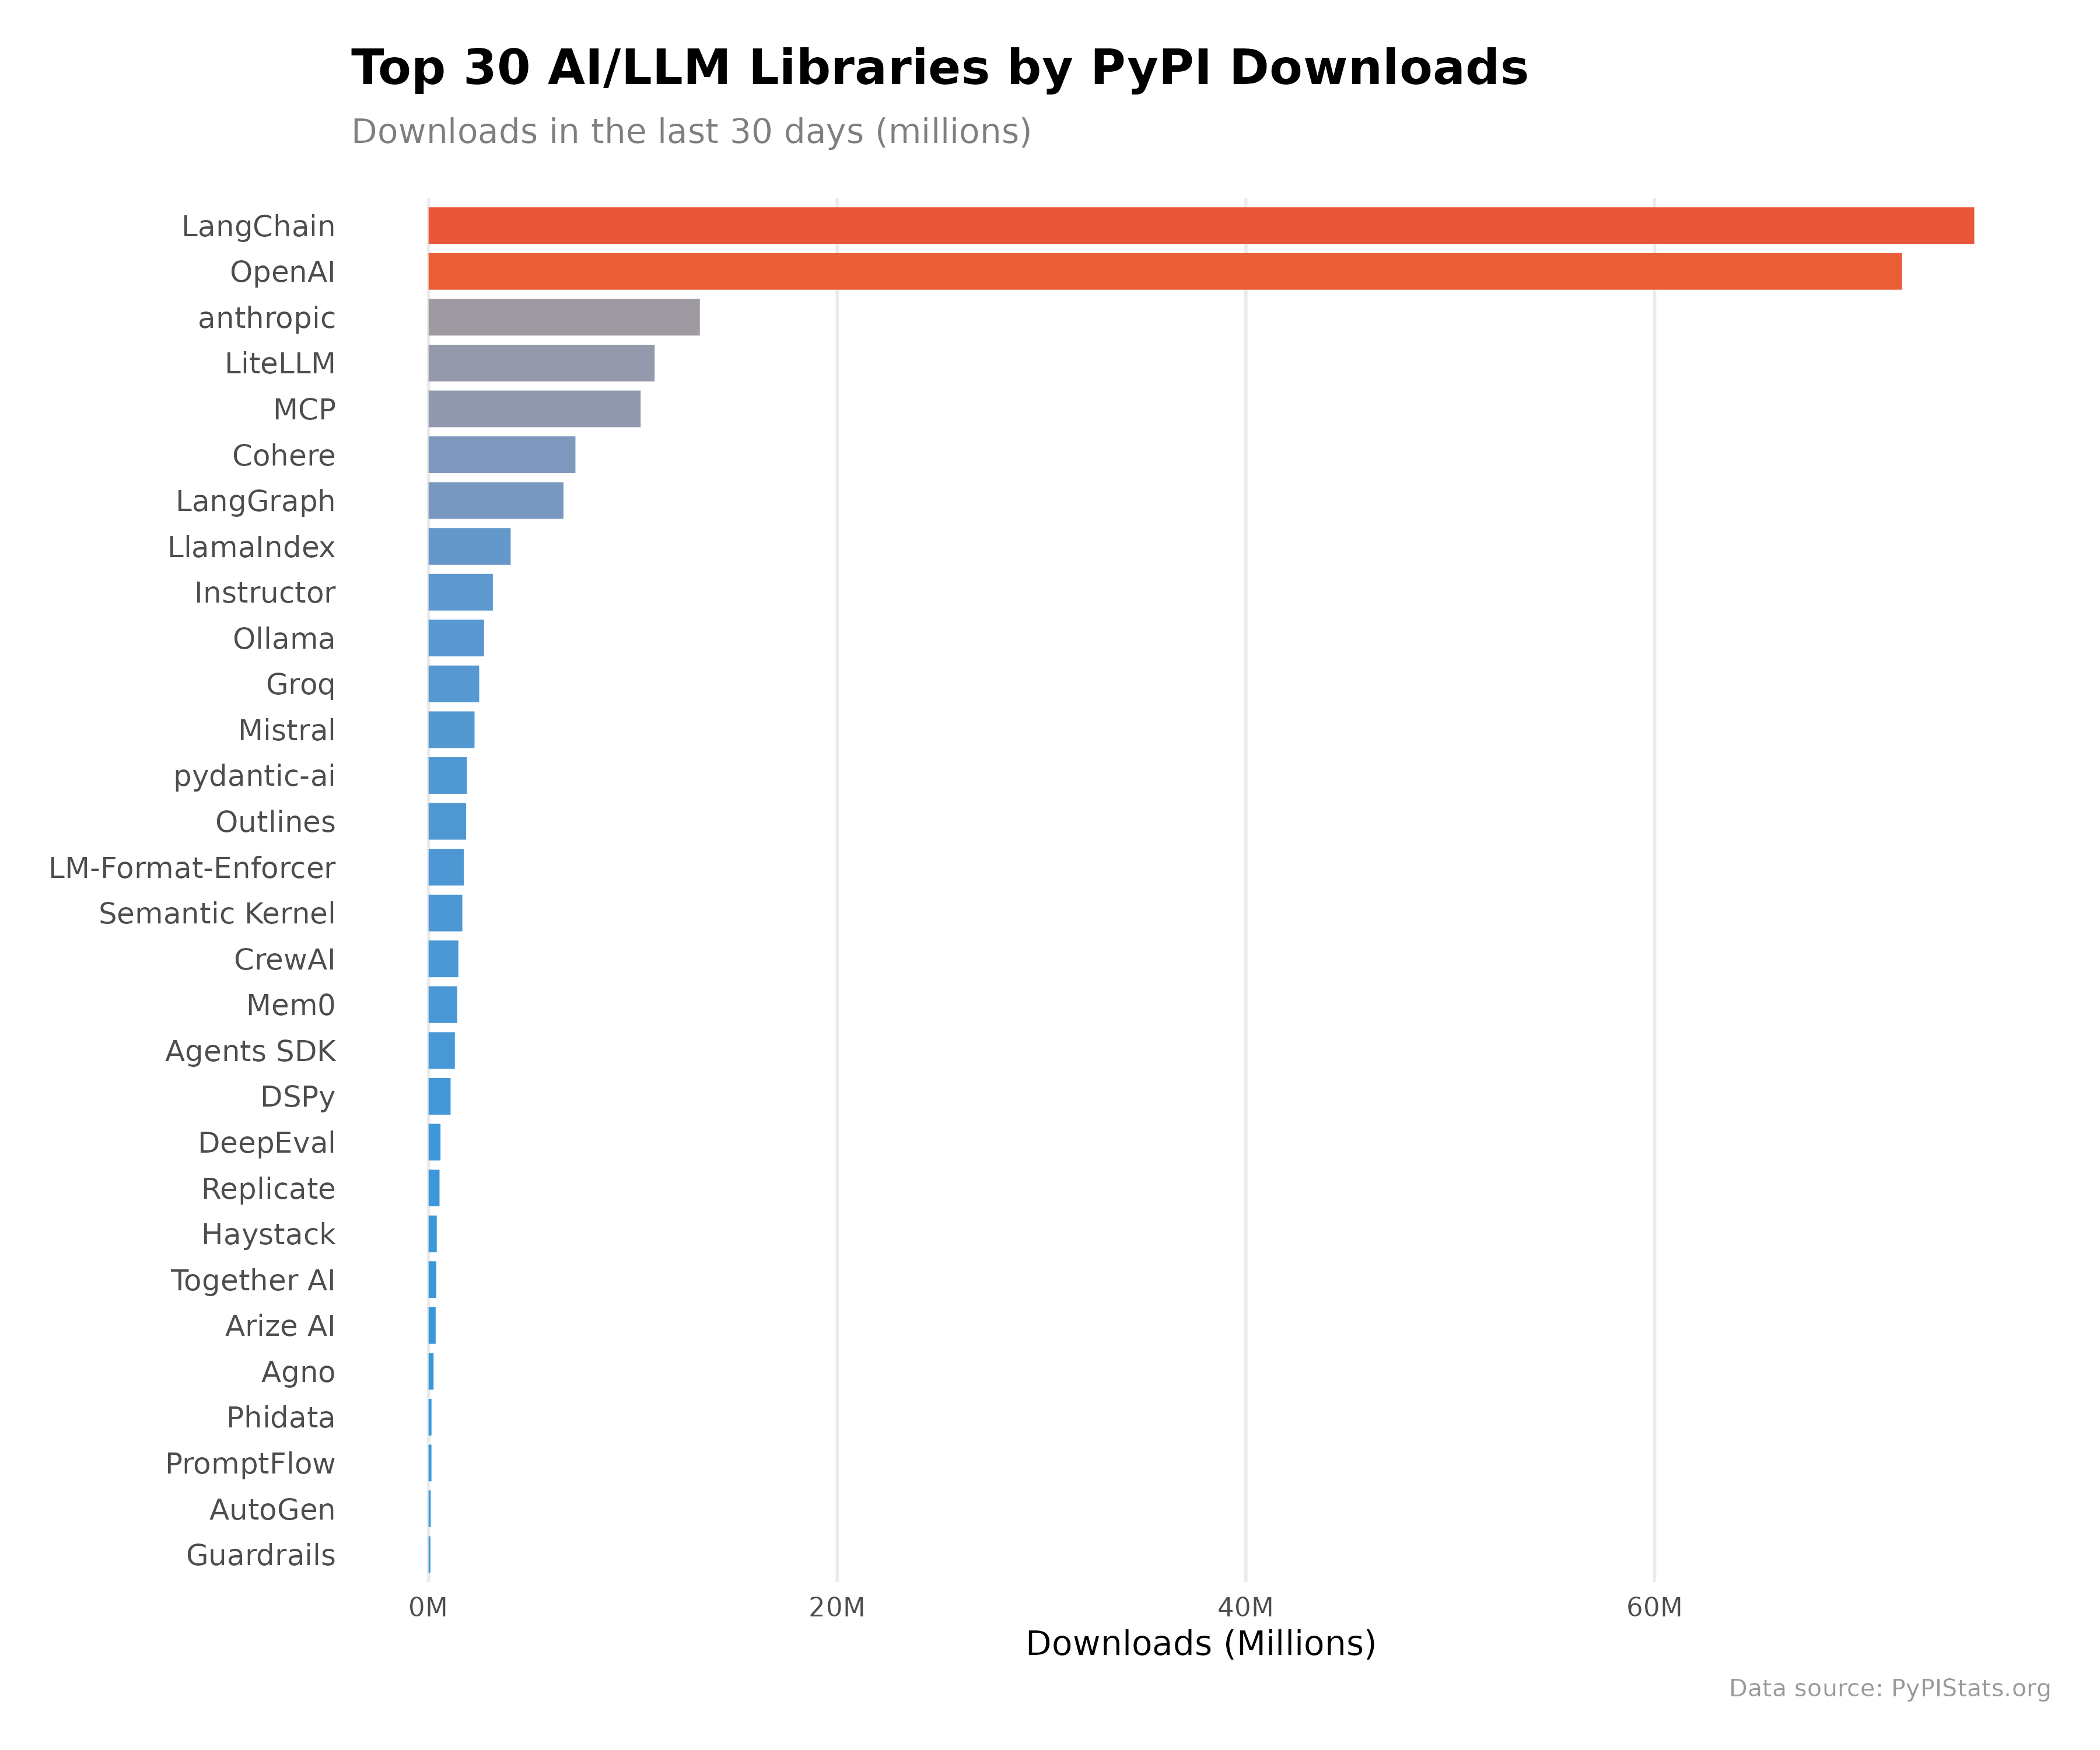 Top 30 AI/LLM Libraries by PyPI Downloads
Downloads in the last 30 days (millions)
LangChain
OpenAI
anthropic
LiteLLM
MCP
Cohere
LangGraph
LlamaIndex
Instructor
Ollama
Groq
Mistral
pydantic-ai
Outlines
LM-Format-Enforcer
Semantic Kernel
CrewAI
Mem0
Agents SDK
DSPy
DeepEval
Replicate
Haystack
Together AI
Arize AI
Agno
Phidata
PromptFlow
AutoGen
Guardrails
0M 20M 40M 60M
Downloads (Millions)
Data source: PyPIStats.org